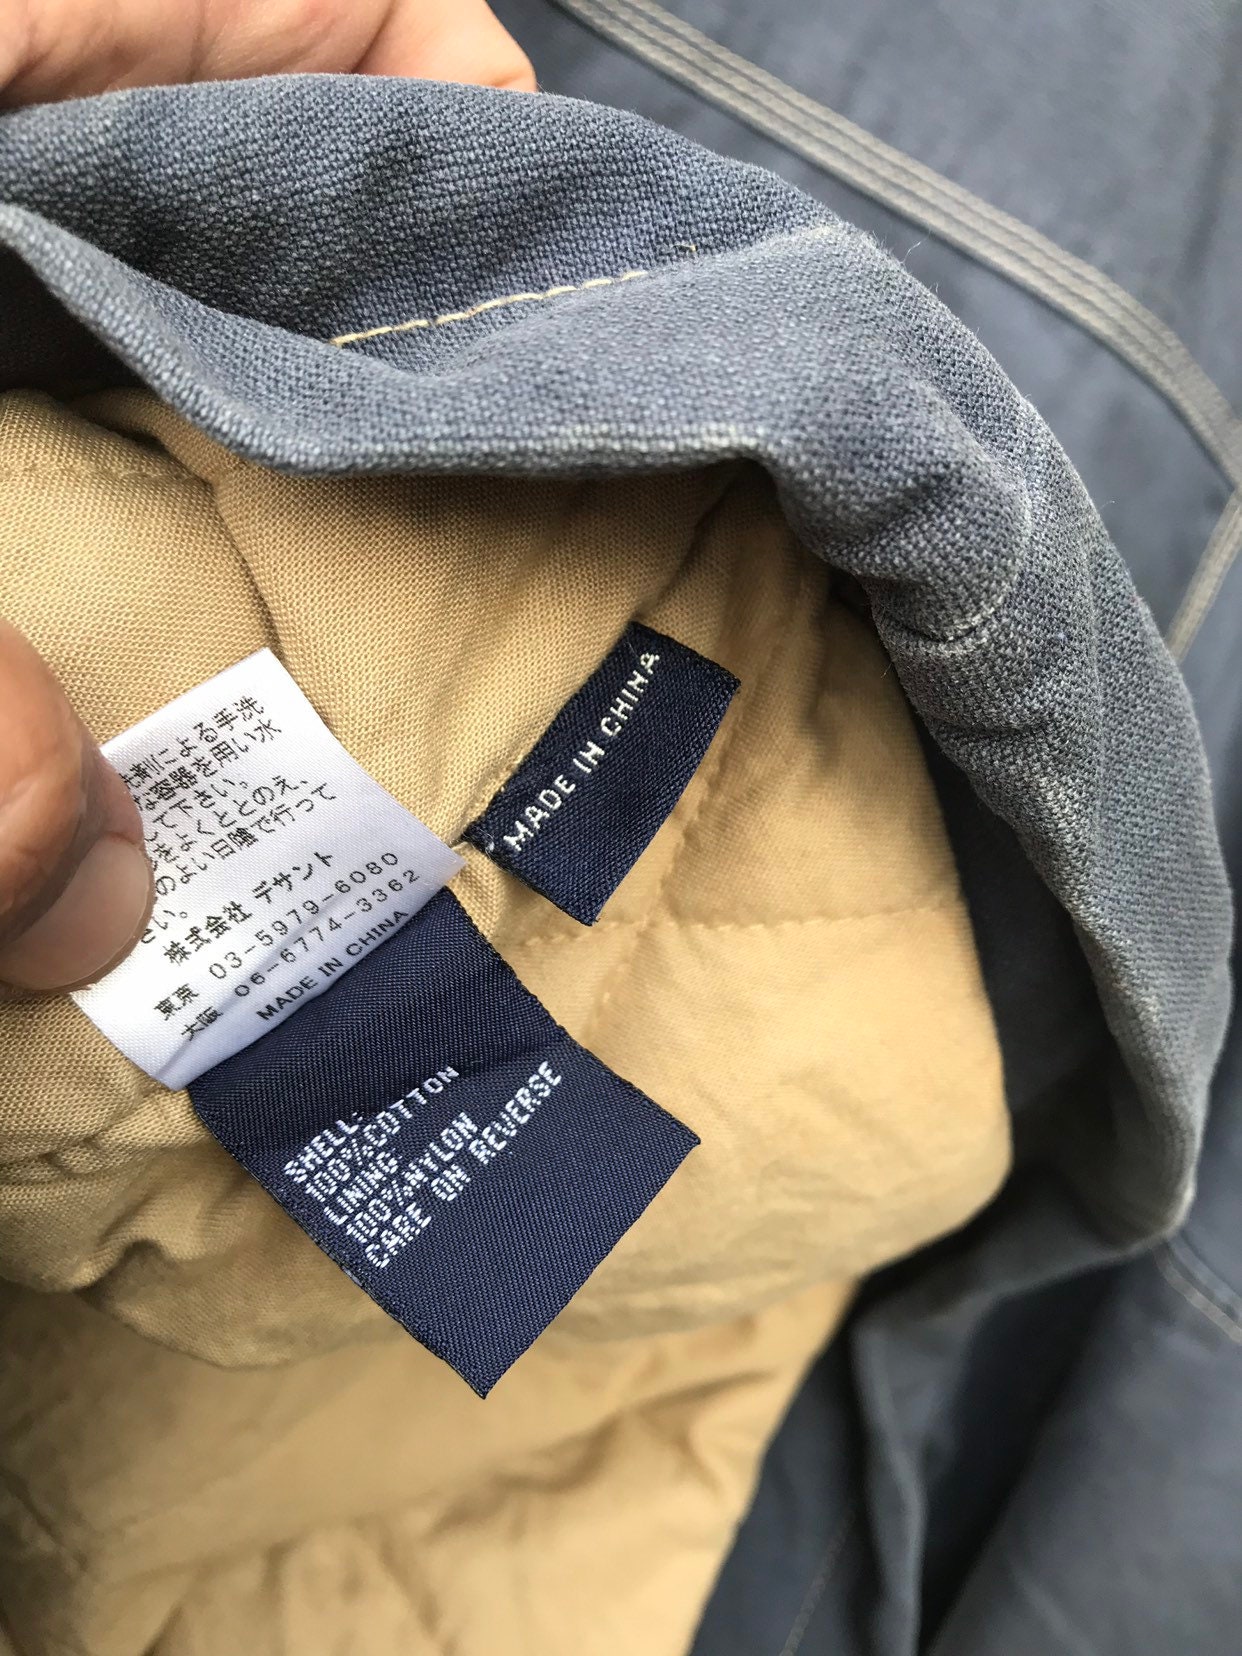 剤による手洗
な容器を用い水
して下さい。
をよくととのえ、
のよい日陰で行って
さい。
株式会社 デサント
東京 03-5979-6080
大阪 06-6774-3362
MADE IN CHINA
MADE IN CHINA
SHELL:
100%COTTON
LINING
100%NYLON
CARE ON REVERSE